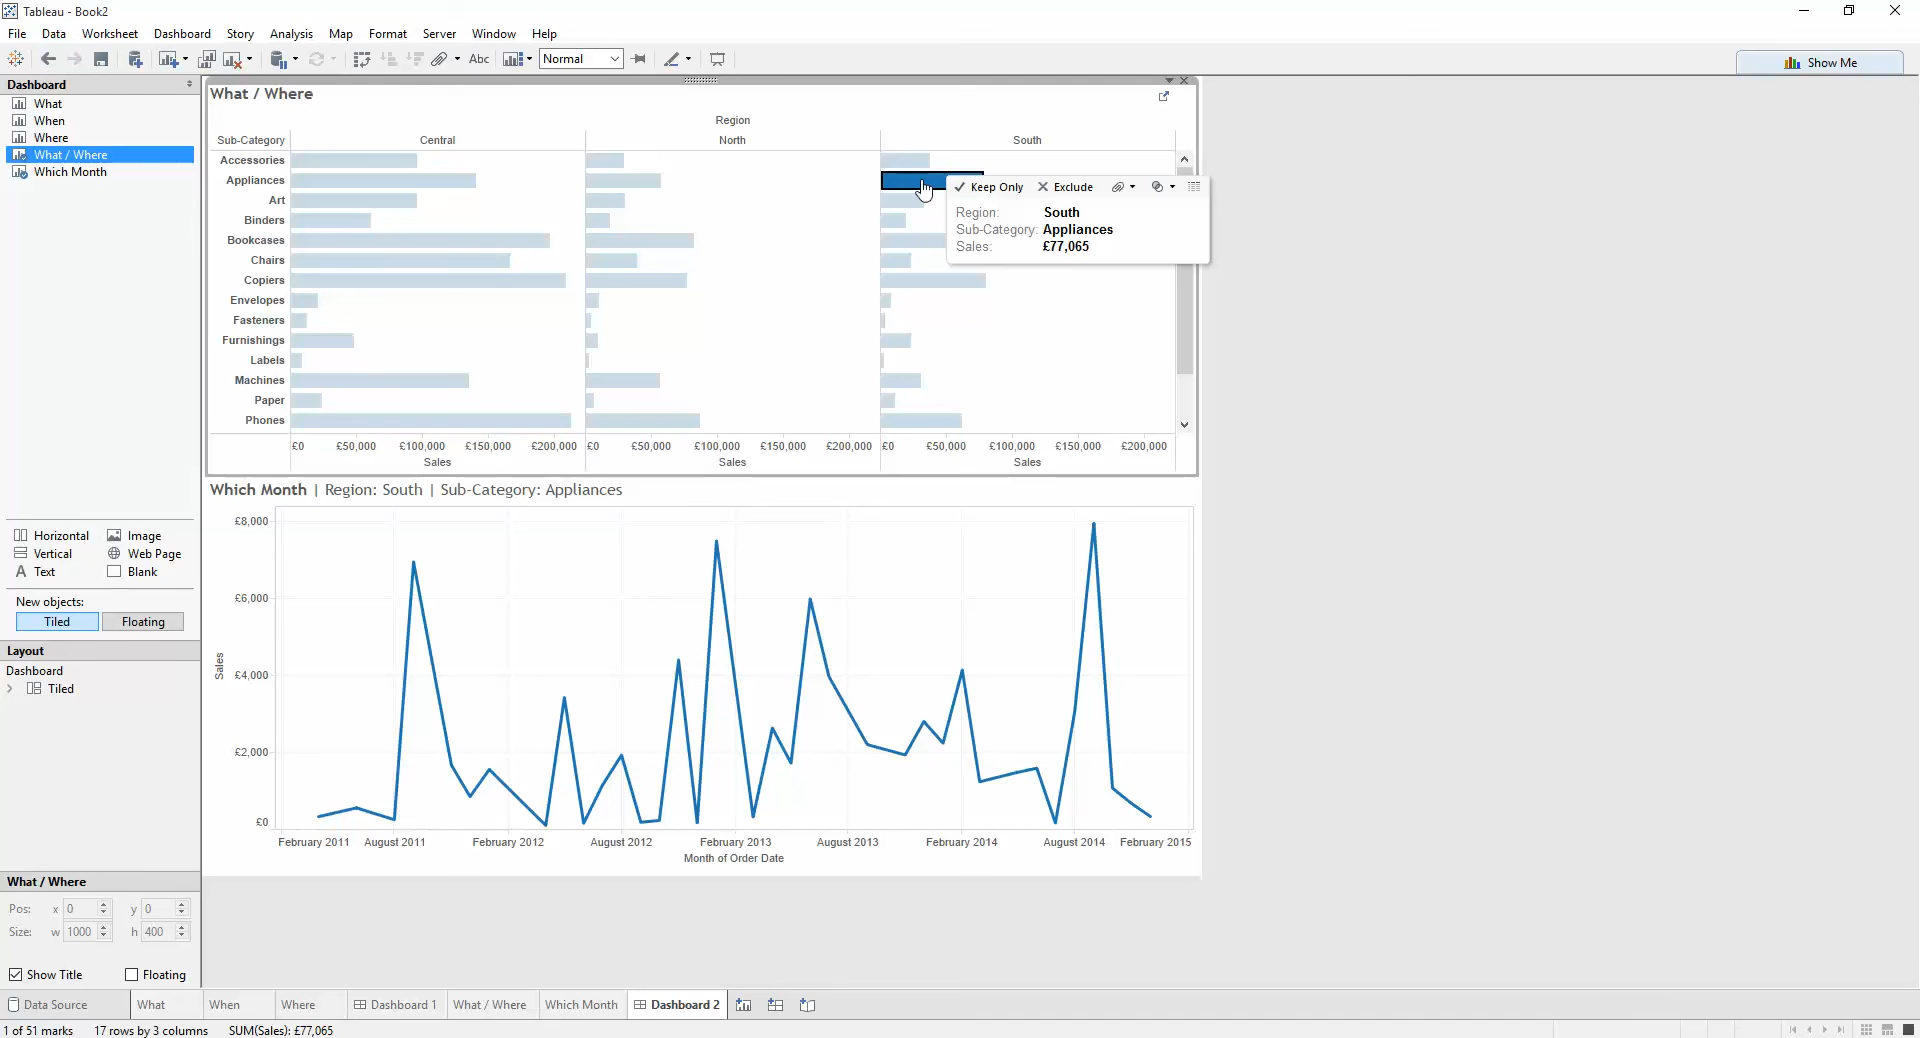 Tableau - Book2
File Data Worksheet Dashboard Story Analysis Map Format Server Window Help
Abc Normal Show Me
Dashboard
What
When
Where
What / Where
Which Month
Horizontal Image
Vertical Web Page
A Text Blank
New objects:
Tiled Floating
Layout
Dashboard
Tiled
What / Where
Pos: x 0 y 0
Size: w 1000 h 400
Show Title Floating
What / Where
Region
Sub-Category Central North South
Accessories
Appliances
Art
Binders
Bookcases
Chairs
Copiers
Envelopes
Fasteners
Furnishings
Labels
Machines
Paper
Phones
Keep Only Exclude
Region: South
Sub-Category: Appliances
Sales: £77,065
£0 £50,000 £100,000 £150,000 £200,000 £0 £50,000 £100,000 £150,000 £200,000 £0 £50,000 £100,000 £150,000 £200,000
Sales Sales Sales
Which Month | Region: South | Sub-Category: Appliances
£8,000
£6,000
£4,000
£2,000
£0
Sales
February 2011 August 2011 February 2012 August 2012 February 2013 August 2013 February 2014 August 2014 February 2015
Month of Order Date
Data Source What When Where Dashboard 1 What / Where Which Month Dashboard 2
1 of 51 marks 17 rows by 3 columns SUM(Sales): £77,065